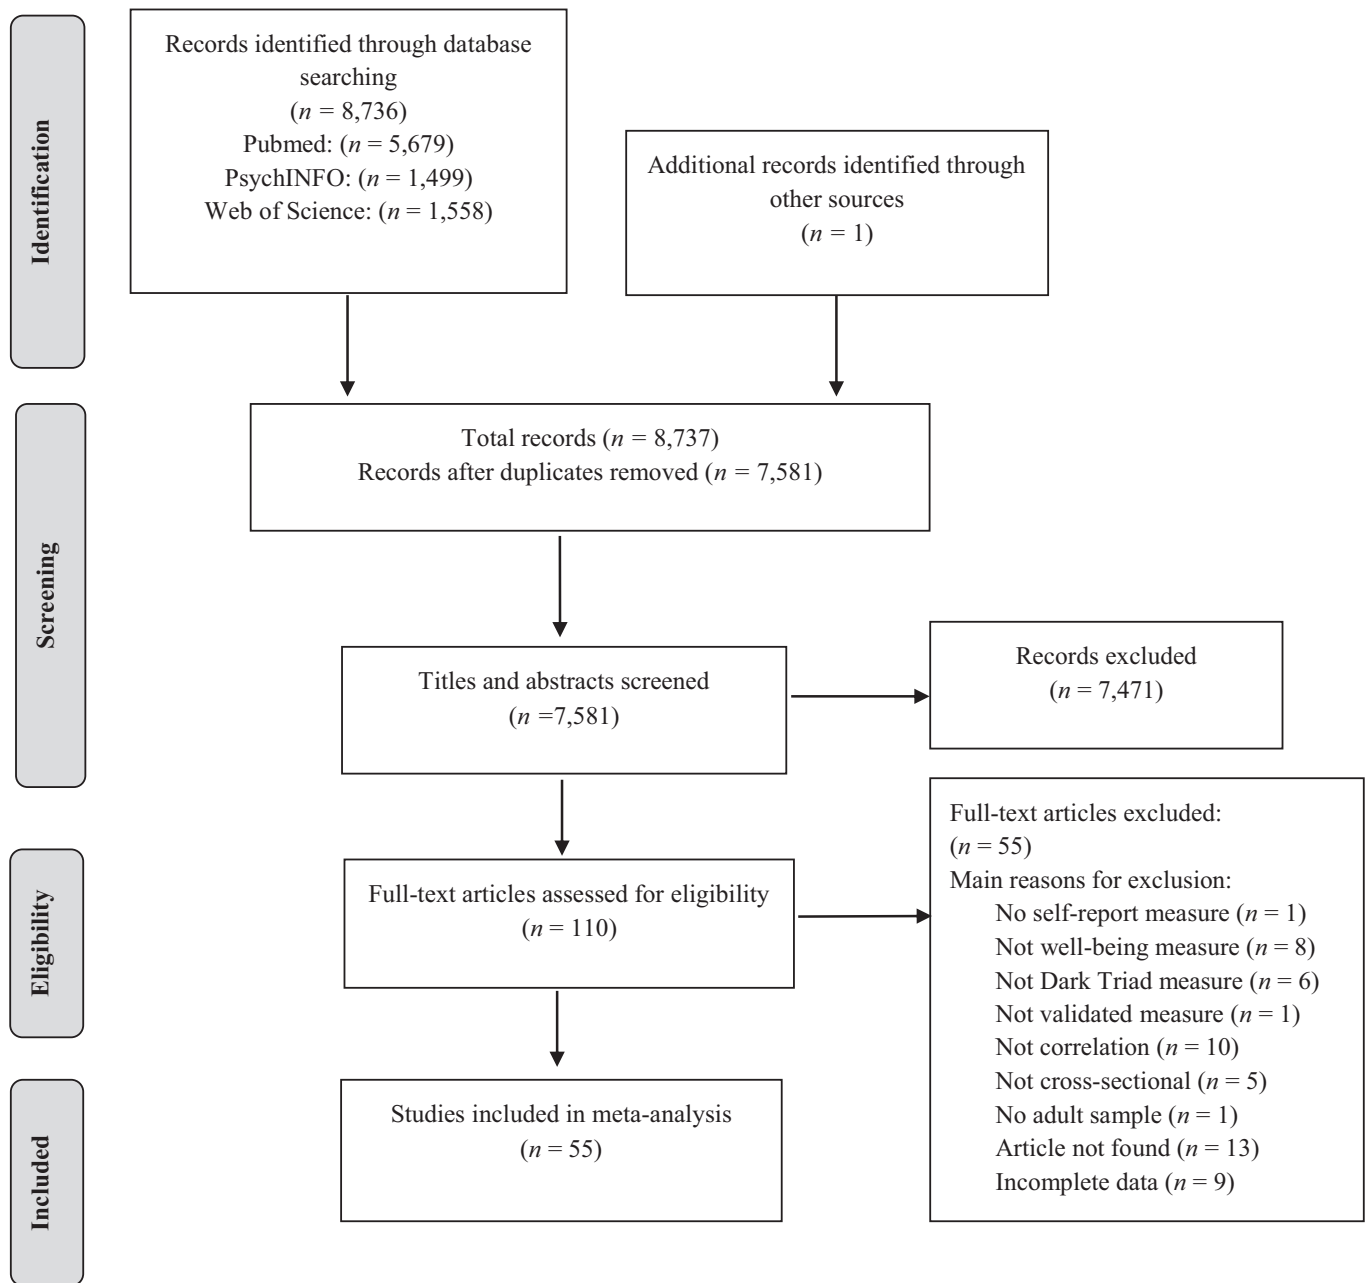 Identification
Records identified through database
searching
(n = 8,736)
Pubmed: (n = 5,679)
PsychINFO: (n = 1,499)
Web of Science: (n = 1,558)
Additional records identified through
other sources
(n = 1)
Screening
Total records (n = 8,737)
Records after duplicates removed (n = 7,581)
Titles and abstracts screened
(n =7,581)
Records excluded
(n = 7,471)
Eligibility
Full-text articles assessed for eligibility
(n = 110)
Full-text articles excluded:
(n = 55)
Main reasons for exclusion:
No self-report measure (n = 1)
Not well-being measure (n = 8)
Not Dark Triad measure (n = 6)
Not validated measure (n = 1)
Not correlation (n = 10)
Not cross-sectional (n = 5)
No adult sample (n = 1)
Article not found (n = 13)
Incomplete data (n = 9)
Included
Studies included in meta-analysis
(n = 55)